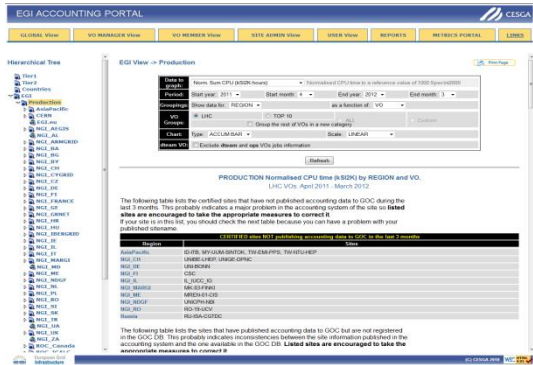 EGI ACCOUNTING PORTAL
CESGA
GLOBAL View
VO MANAGER View
VO MEMBER View
SITE ADMIN View
USER View
REPORTS
METRICS PORTAL
LINKS
Hierarchical Tree
Tier1
Tier2
Countries
EGI
Production
AsiaPacific
CERN
EGI.eu
NGI_AEGIS
NGI_AL
NGI_ARMGRID
NGI_BA
NGI_BG
NGI_BY
NGI_CH
NGI_CYGRID
NGI_CZ
NGI_DE
NGI_FI
NGI_FRANCE
NGI_GE
NGI_GRNET
NGI_HR
NGI_HU
NGI_IBERGRID
NGI_IE
NGI_IL
NGI_IT
NGI_MARGI
NGI_MD
NGI_ME
NGI_NDGF
NGI_NL
NGI_PL
NGI_RO
NGI_SI
NGI_SK
NGI_TR
NGI_UA
NGI_UK
NGI_ZA
ROC_Canada
EGI View -> Production
Print Page
Data to graph: Norm. Sum CPU (kSI2K-hours)
Normalised CPU time to a reference value of 1000 SpecInt2000
Period: Start year: 2011 Start month: 4 End year: 2012 End month: 3
Groupings: Show data for: REGION as a function of: VO
VO Groups: LHC TOP 10 ALL Custom
Group the rest of VOs in a new category
Chart: Type: ACCUM-BAR Scale: LINEAR
dteam VO: Exclude dteam and ops VOs jobs information
Refresh
PRODUCTION Normalised CPU time (kSI2K) by REGION and VO.
LHC VOs. April 2011 - March 2012
The following table lists the certified sites that have not published accounting data to GOC during the
last 3 months. This probably indicates a major problem in the accounting system of the site so listed
sites are encouraged to take the appropriate measures to correct it.
If your site is in this list, you should check the next table because you can have a problem with your
published sitename.
CERTIFIED sites NOT publishing accounting data to GOC in the last 3 months
Region Sites
AsiaPacific
NGI_CH UNIBE-LHEP, UNIGE-DPNC
NGI_DE UNI-BONN
NGI_FI CSC
NGI_IL IL_IUCC_IG
NGI_MARGI MK-03-FINKI
NGI_ME MREN-01-CIS
NGI_NDGF UNICPH-NBI
NGI_RO RO-19-UCV
Russia
The following table lists the sites that have published accounting data to GOC but are not registered
in the GOC DB. This probably indicates inconsistencies between the site information published in the
accounting system and the one available in the GOC DB. Listed sites are encouraged to take the
appropriate measures to correct it.